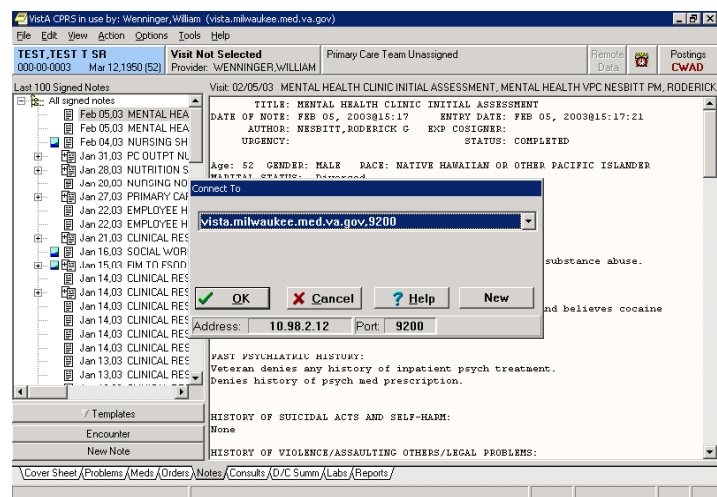 VistA CPRS in use by: Wenninger,William (vista.milwaukee.med.va.gov)
File Edit View Action Options Tools Help
TEST,TEST T SR
000-00-0003 Mar 12,1950 (52)
Visit Not Selected
Provider: WENNINGER,WILLIAM
Primary Care Team Unassigned
Remote
Data
Postings
CWAD
Last 100 Signed Notes
Visit: 02/05/03 MENTAL HEALTH CLINIC INITIAL ASSESSMENT, MENTAL HEALTH VPC NESBITT PM, RODERICK
All signed notes
Feb 05,03 MENTAL HEA
Feb 05,03 MENTAL HEA
Feb 04,03 NURSING SH
Jan 31,03 PC OUTPT NU
Jan 28,03 NUTRITION S
Jan 20,03 NURSING NO
Jan 27,03 PRIMARY CAR
Jan 22,03 EMPLOYEE H
Jan 22,03 EMPLOYEE H
Jan 21,03 CLINICAL RES
Jan 16,03 SOCIAL WOR
Jan 15,03
Jan 14,03 CLINICAL RES
Jan 14,03 CLINICAL RES
Jan 14,03 CLINICAL RES
Jan 14,03 CLINICAL RES
Jan 14,03 CLINICAL RES
Jan 13,03 CLINICAL RES
Jan 13,03 CLINICAL RES
TITLE: MENTAL HEALTH CLINIC INITIAL ASSESSMENT
DATE OF NOTE: FEB 05, 2003@15:17 ENTRY DATE: FEB 05, 2003@15:17:21
AUTHOR: NESBITT,RODERICK G EXP COSIGNER:
URGENCY: STATUS: COMPLETED
Age: 52 GENDER: MALE RACE: NATIVE HAWAIIAN OR OTHER PACIFIC ISLANDER
MARITAL STATUS: Divorced
substance abuse.
nd believes cocaine
PAST PSYCHIATRIC HISTORY:
Veteran denies any history of inpatient psych treatment.
Denies history of psych med prescription.
HISTORY OF SUICIDAL ACTS AND SELF-HARM:
None
HISTORY OF VIOLENCE/ASSAULTING OTHERS/LEGAL PROBLEMS:
Connect To
vista.milwaukee.med.va.gov,9200
OK Cancel Help New
Address: 10.98.2.12 Port: 9200
Templates
Encounter
New Note
Cover Sheet Problems Meds Orders Notes Consults D/C Summ Labs Reports